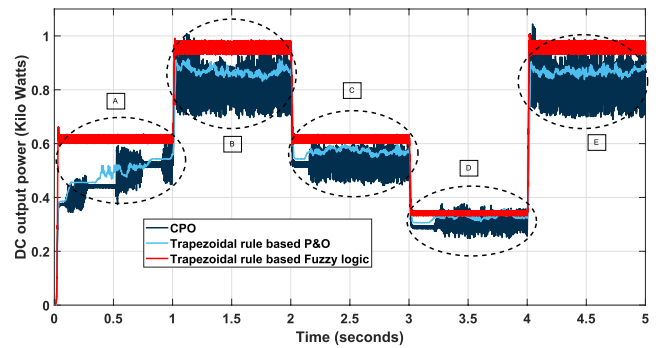 DC output power (Kilo Watts)
1
0.8
0.6
0.4
0.2
0
A
B
C
D
E
CPO
Trapezoidal rule based P&O
Trapezoidal rule based Fuzzy logic
0 0.5 1 1.5 2 2.5 3 3.5 4 4.5 5
Time (seconds)